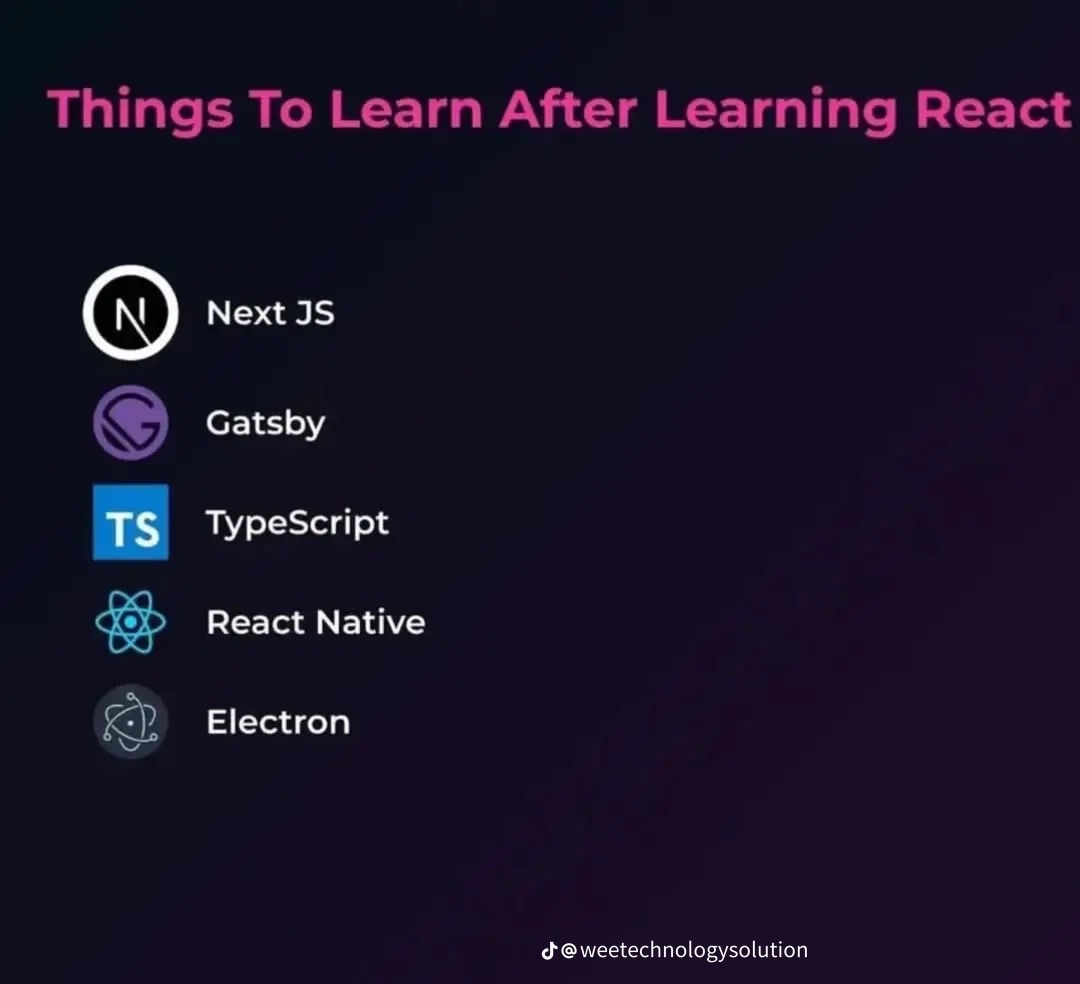 Things To Learn After Learning React
N
Next JS
Gatsby
TS
TypeScript
React Native
Electron
@weetechnologysolution